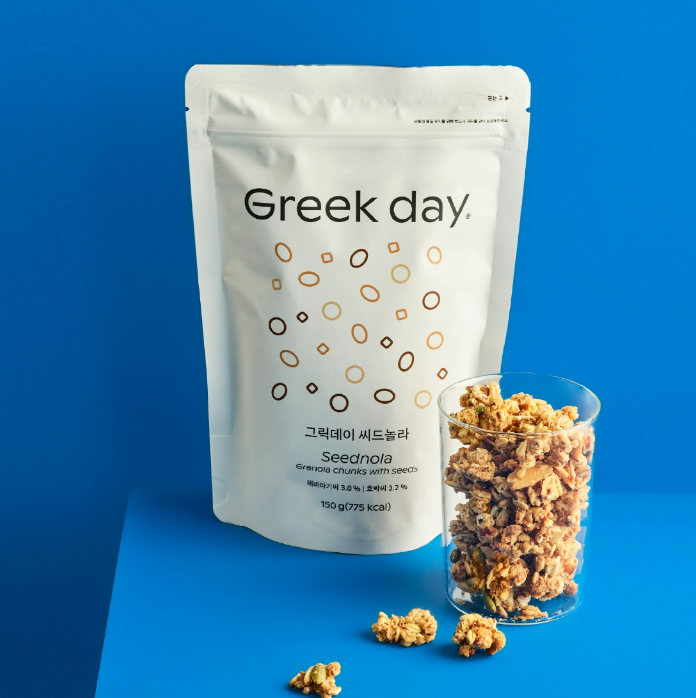 Greek day®
그릭데이 씨드놀라
Seednola
Granola chunks with seeds
해바라기씨 3.8 % | 호박씨 3.2 %
150 g(775 kcal)